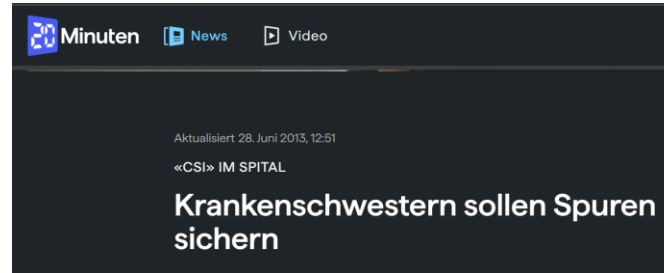 20 Minuten News Video
Aktualisiert 28. Juni 2013, 12:51
«CSI» IM SPITAL
Krankenschwestern sollen Spuren
sichern